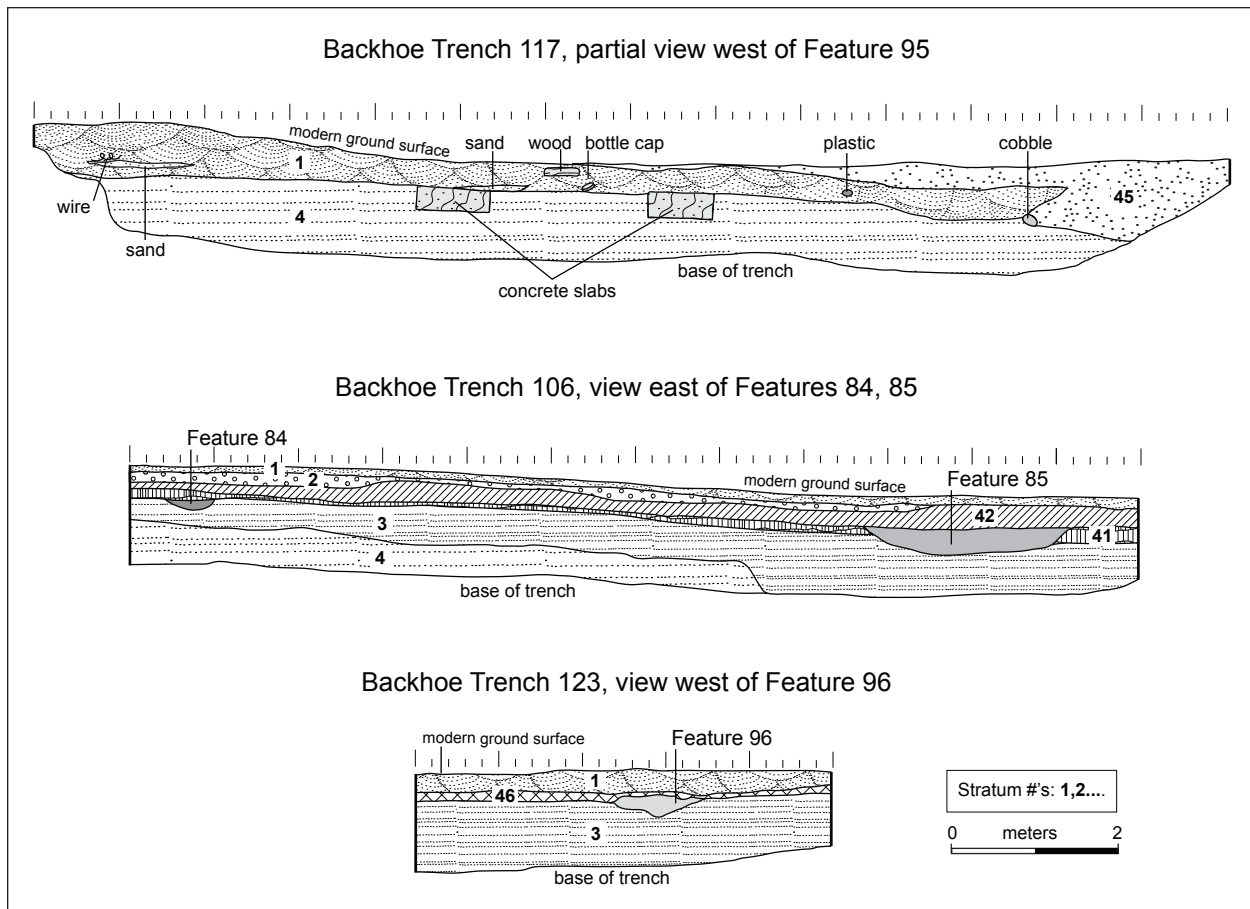 Backhoe Trench 117, partial view west of Feature 95
modern ground surface
sand
wood
bottle cap
plastic
cobble
1
45
wire
4
sand
concrete slabs
base of trench
Backhoe Trench 106, view east of Features 84, 85
Feature 84
1
2
modern ground surface
Feature 85
3
42
41
4
base of trench
Backhoe Trench 123, view west of Feature 96
modern ground surface
Feature 96
1
46
3
base of trench
Stratum #'s: 1,2....
0 meters 2